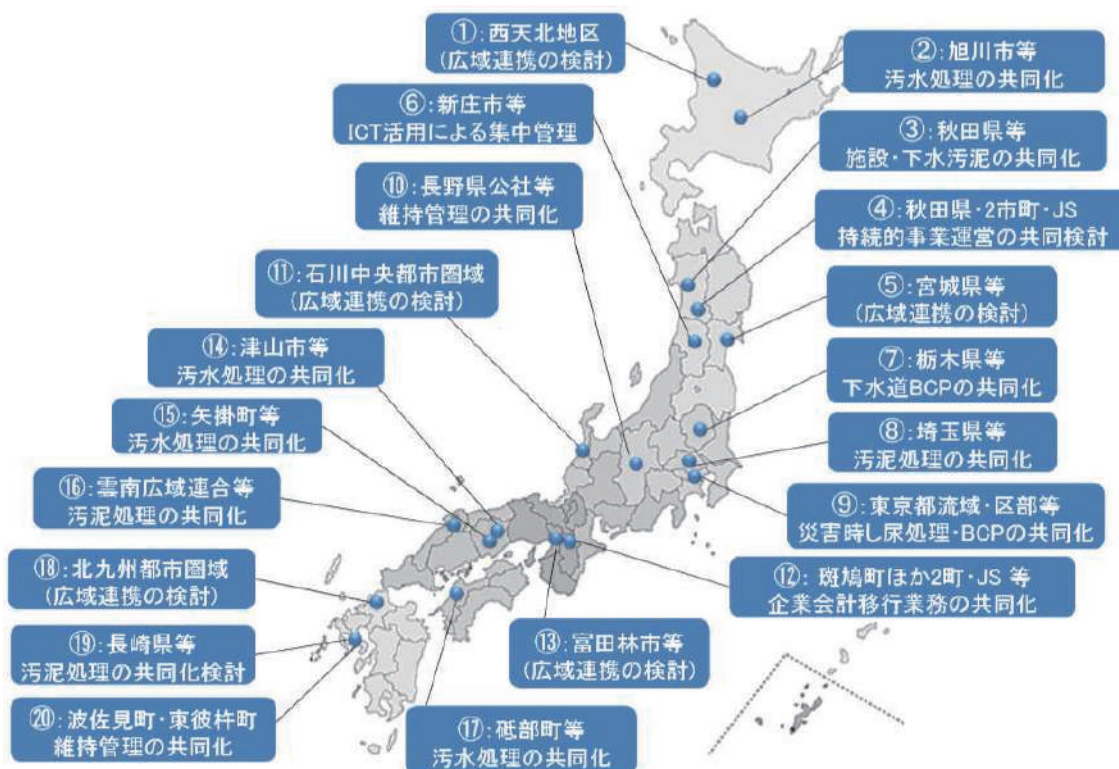 ①:西天北地区
(広域連携の検討)
②:旭川市等
汚水処理の共同化
⑥:新庄市等
ICT活用による集中管理
③:秋田県等
施設・下水汚泥の共同化
⑩:長野県公社等
維持管理の共同化
④:秋田県・2市町・JS
持続的事業運営の共同検討
⑪:石川中央都市圏域
(広域連携の検討)
⑤:宮城県等
(広域連携の検討)
⑭:津山市等
汚水処理の共同化
⑦:栃木県等
下水道BCPの共同化
⑮:矢掛町等
汚水処理の共同化
⑧:埼玉県等
汚泥処理の共同化
⑯:雲南広域連合等
汚泥処理の共同化
⑨:東京都流域・区部等
災害時し尿処理・BCPの共同化
⑱:北九州都市圏域
(広域連携の検討)
⑫:斑鳩町ほか2町・JS 等
企業会計移行業務の共同化
⑲:長崎県等
汚泥処理の共同化検討
⑬:富田林市等
(広域連携の検討)
⑳:波佐見町・東彼杵町
維持管理の共同化
⑰:砥部町等
汚水処理の共同化